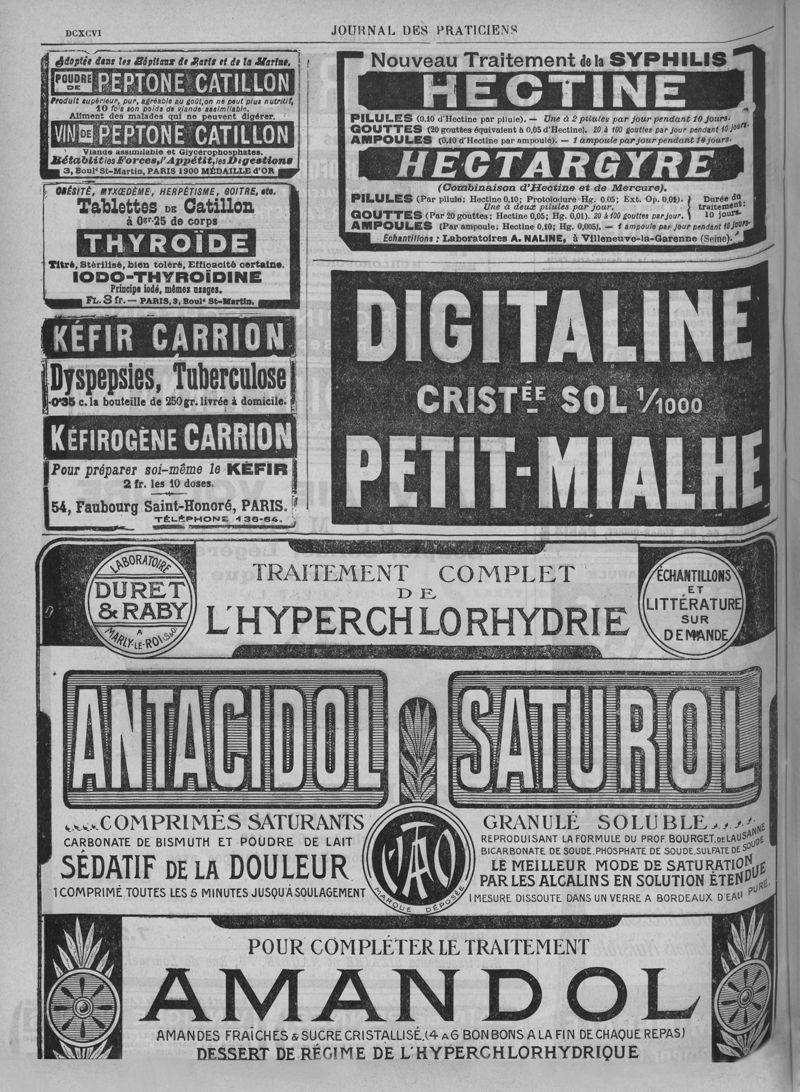 DCXCVI
JOURNAL DES PRATICIENS
Adoptée dans les Hôpitaux de Paris et de la Marine.
POUDRE DE PEPTONE CATILLON
Produit supérieur, pur, agréable au goût, on ne peut plus nutritif,
10 fois son poids de viande assimilable.
Aliment des malades qui ne peuvent digérer.
VIN DE PEPTONE CATILLON
Viande assimilable et Glycérophosphates.
Rétablit les Forces, l'Appétit, les Digestions
3, Boulᵈ St-Martin, PARIS 1900 MÉDAILLE D'OR
OBÉSITÉ, MYXŒDÈME, HERPÉTISME, GOITRE, etc.
Tablettes DE Catillon
à 0gr.25 de corps
THYROÏDE
Titré, Stérilisé, bien toléré, Efficacité certaine.
IODO-THYROÏDINE
Principe iodé, mêmes usages.
FL. 3 fr. — PARIS, 3, Boulᵈ St-Martin.
KÉFIR CARRION
Dyspepsies, Tuberculose
0'35 c. la bouteille de 250 gr. livrée à domicile.
KÉFIROGÈNE CARRION
Pour préparer soi-même le KÉFIR
2 fr. les 10 doses.
54, Faubourg Saint-Honoré, PARIS.
TÉLÉPHONE 136-64.
Nouveau Traitement de la SYPHILIS
HECTINE
PILULES (0,10 d'Hectine par pilule). — Une à 2 pilules par jour pendant 10 jours.
GOUTTES (20 gouttes équivalent à 0,05 d'Hectine). 20 à 100 gouttes par jour pendant 10 jours.
AMPOULES (0,10 d'Hectine par ampoule). — 1 ampoule par jour pendant 10 jours.
HECTARGYRE
(Combinaison d'Hectine et de Mercure).
PILULES (Par pilule: Hectine 0,10; Protoiodure Hg. 0,05; Ext. Op. 0,01).
Une à deux pilules par jour.
GOUTTES (Par 20 gouttes: Hectine 0,05; Hg. 0,01). 20 à 100 gouttes par jour.
Durée du
traitement:
10 jours.
AMPOULES (Par ampoule: Hectine 0,10; Hg. 0,005). — 1 ampoule par jour pendant 10 jours.
Échantillons: Laboratoires A. NALINE, à Villeneuve-la-Garenne (Seine).
DIGITALINE
CRISTÉE SOL 1/1000
PETIT-MIALHE
LABORATOIRE
DURET
& RABY
A
MARLY-LE-ROI (S&O)
TRAITEMENT COMPLET
DE
L'HYPERCHLORHYDRIE
ÉCHANTILLONS
ET
LITTÉRATURE
SUR
DEMANDE
ANTACIDOL
SATUROL
COMPRIMÉS SATURANTS
CARBONATE DE BISMUTH ET POUDRE DE LAIT
SÉDATIF DE LA DOULEUR
1 COMPRIMÉ TOUTES LES 5 MINUTES JUSQU'À SOULAGEMENT
MARQUE DÉPOSÉE
GRANULÉ SOLUBLE
REPRODUISANT LA FORMULE DU PROF. BOURGET, DE LAUSANNE
BICARBONATE DE SOUDE, PHOSPHATE DE SOUDE, SULFATE DE SOUDE
LE MEILLEUR MODE DE SATURATION
PAR LES ALCALINS EN SOLUTION ÉTENDUE
1 MESURE DISSOUTE DANS UN VERRE A BORDEAUX D'EAU PURE.
POUR COMPLÉTER LE TRAITEMENT
AMANDOL
AMANDES FRAÎCHES & SUCRE CRISTALLISÉ, (4 A 6 BONBONS A LA FIN DE CHAQUE REPAS)
DESSERT DE RÉGIME DE L'HYPERCHLORHYDRIQUE